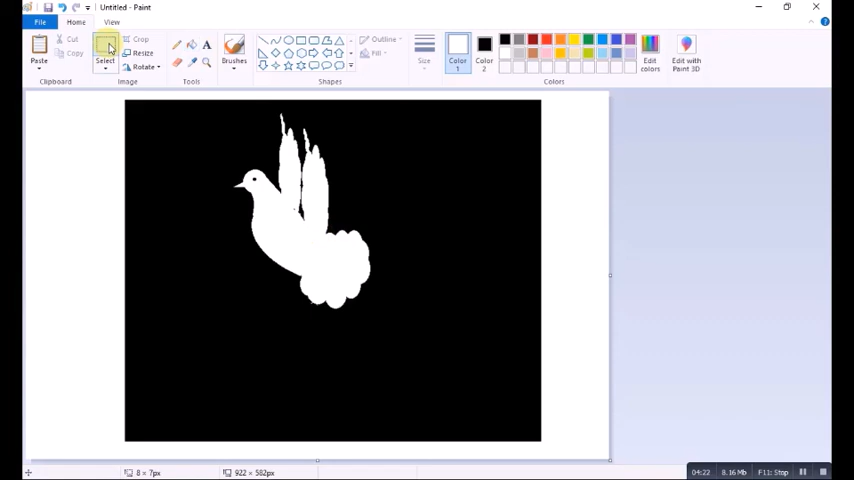 Untitled - Paint
File
Home
View
Paste
Cut
Copy
Clipboard
Select
Crop
Resize
Rotate
Image
A
Tools
Brushes
Outline
Fill
Shapes
Size
Color
1
Color
2
Edit
colors
Edit with
Paint 3D
Colors
8 × 7px
922 × 582px
04:22
8.16 Mb
F11: Stop